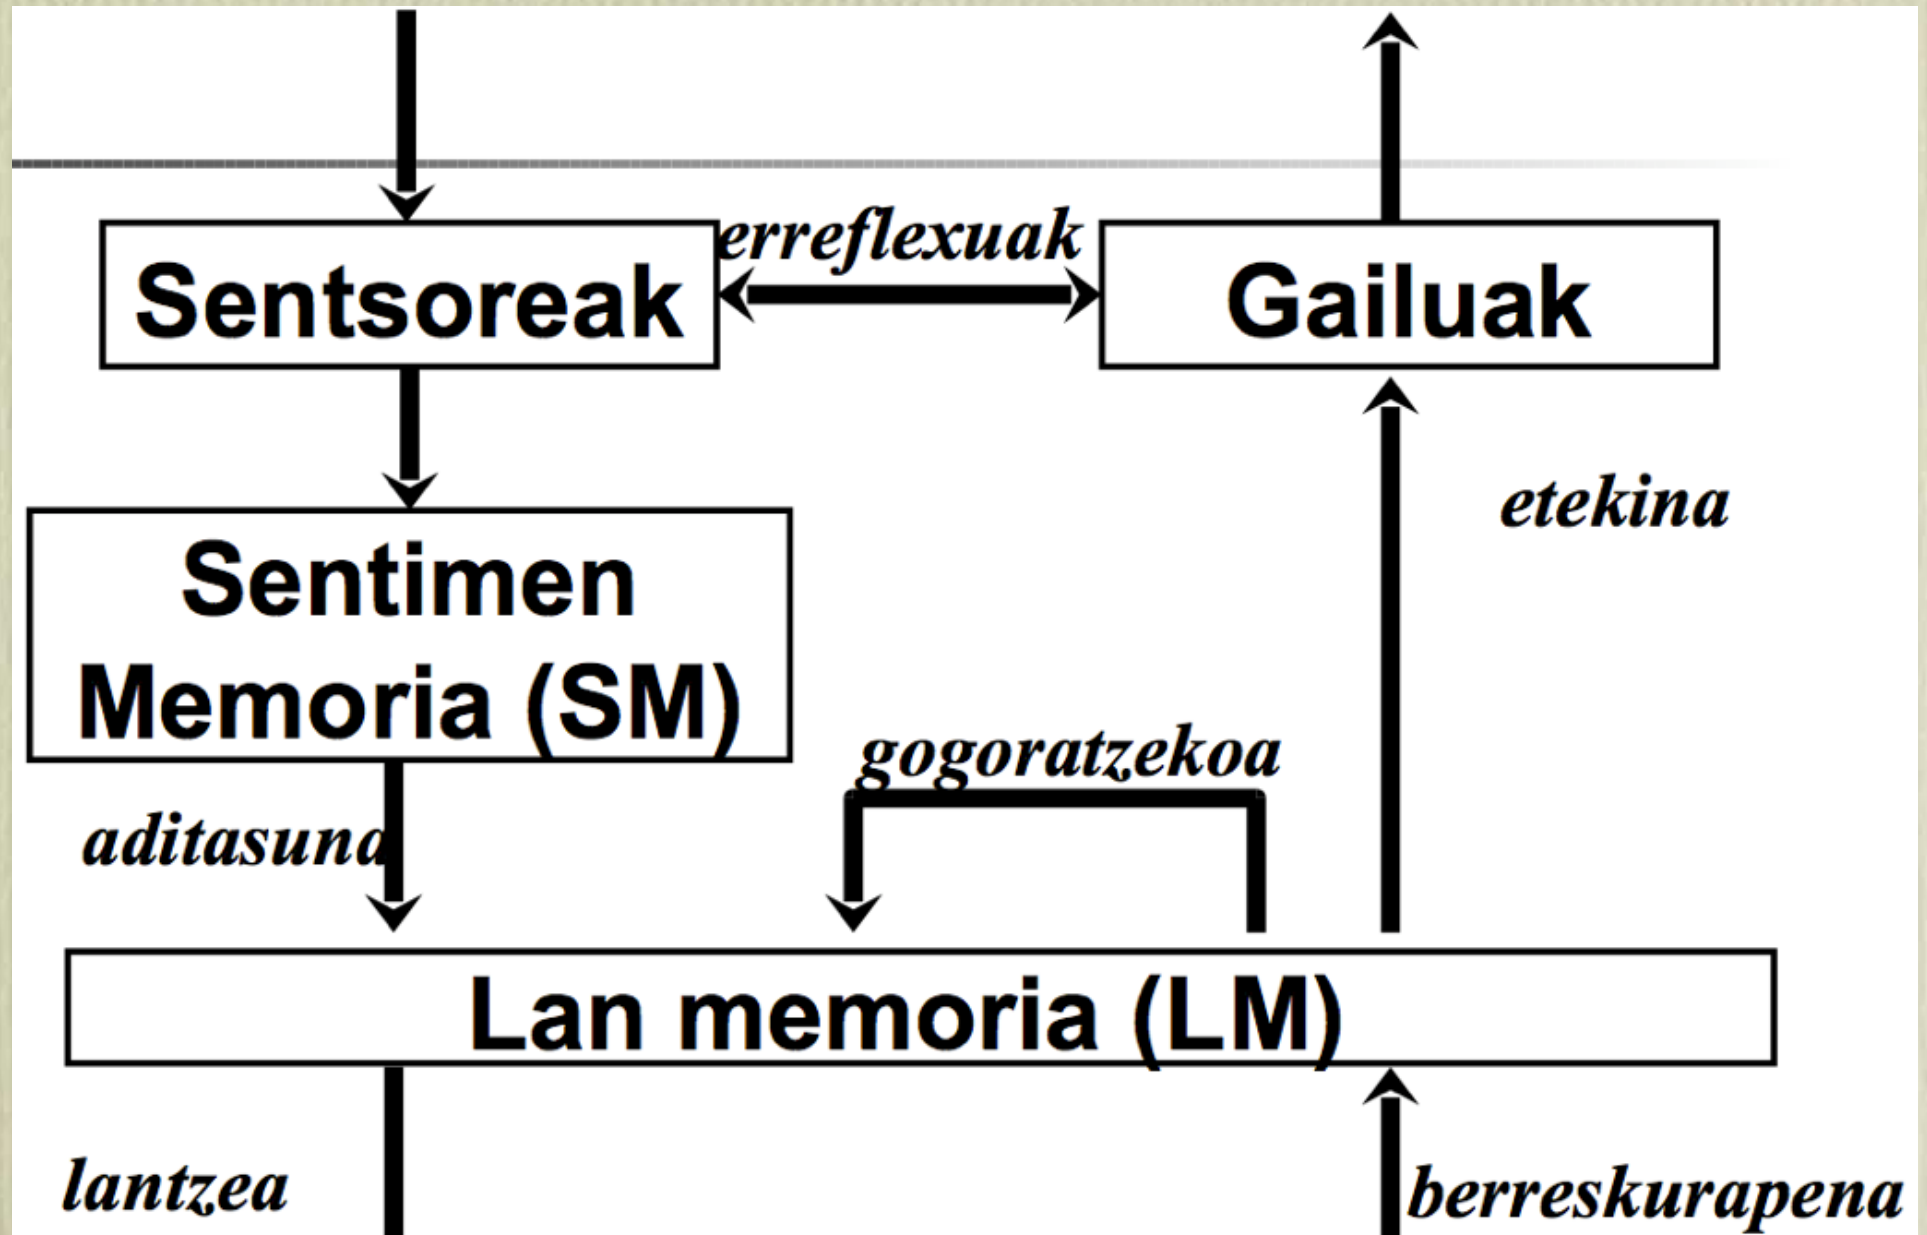 erreflexuak
Sentsoreak
Gailuak
etekina
Sentimen
Memoria (SM)
gogoratzekoa
aditasuna
Lan memoria (LM)
lantzea
berreskurapena